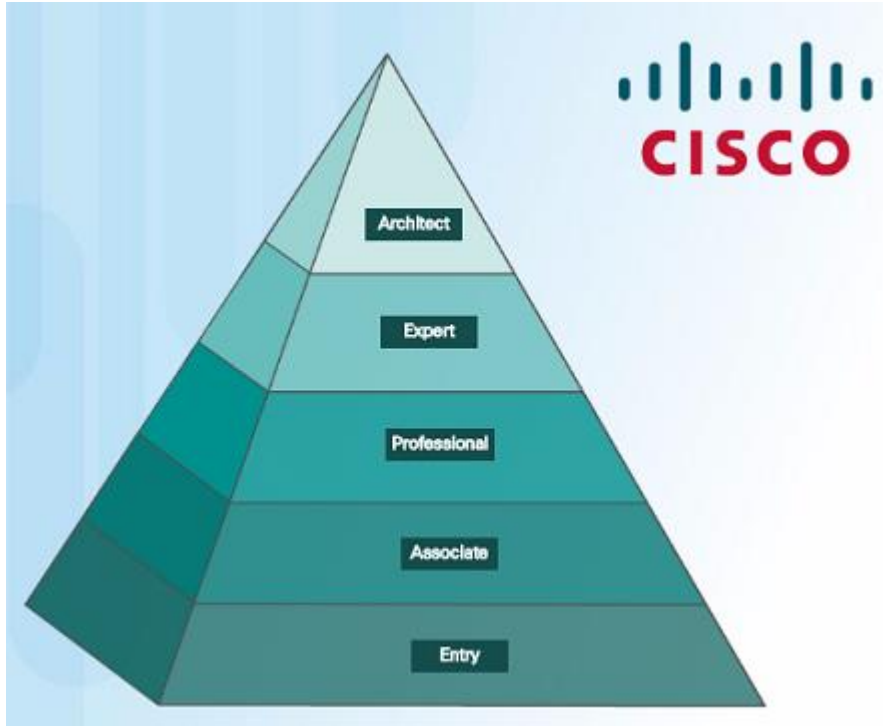 CISCO
Architect
Expert
Professional
Associate
Entry